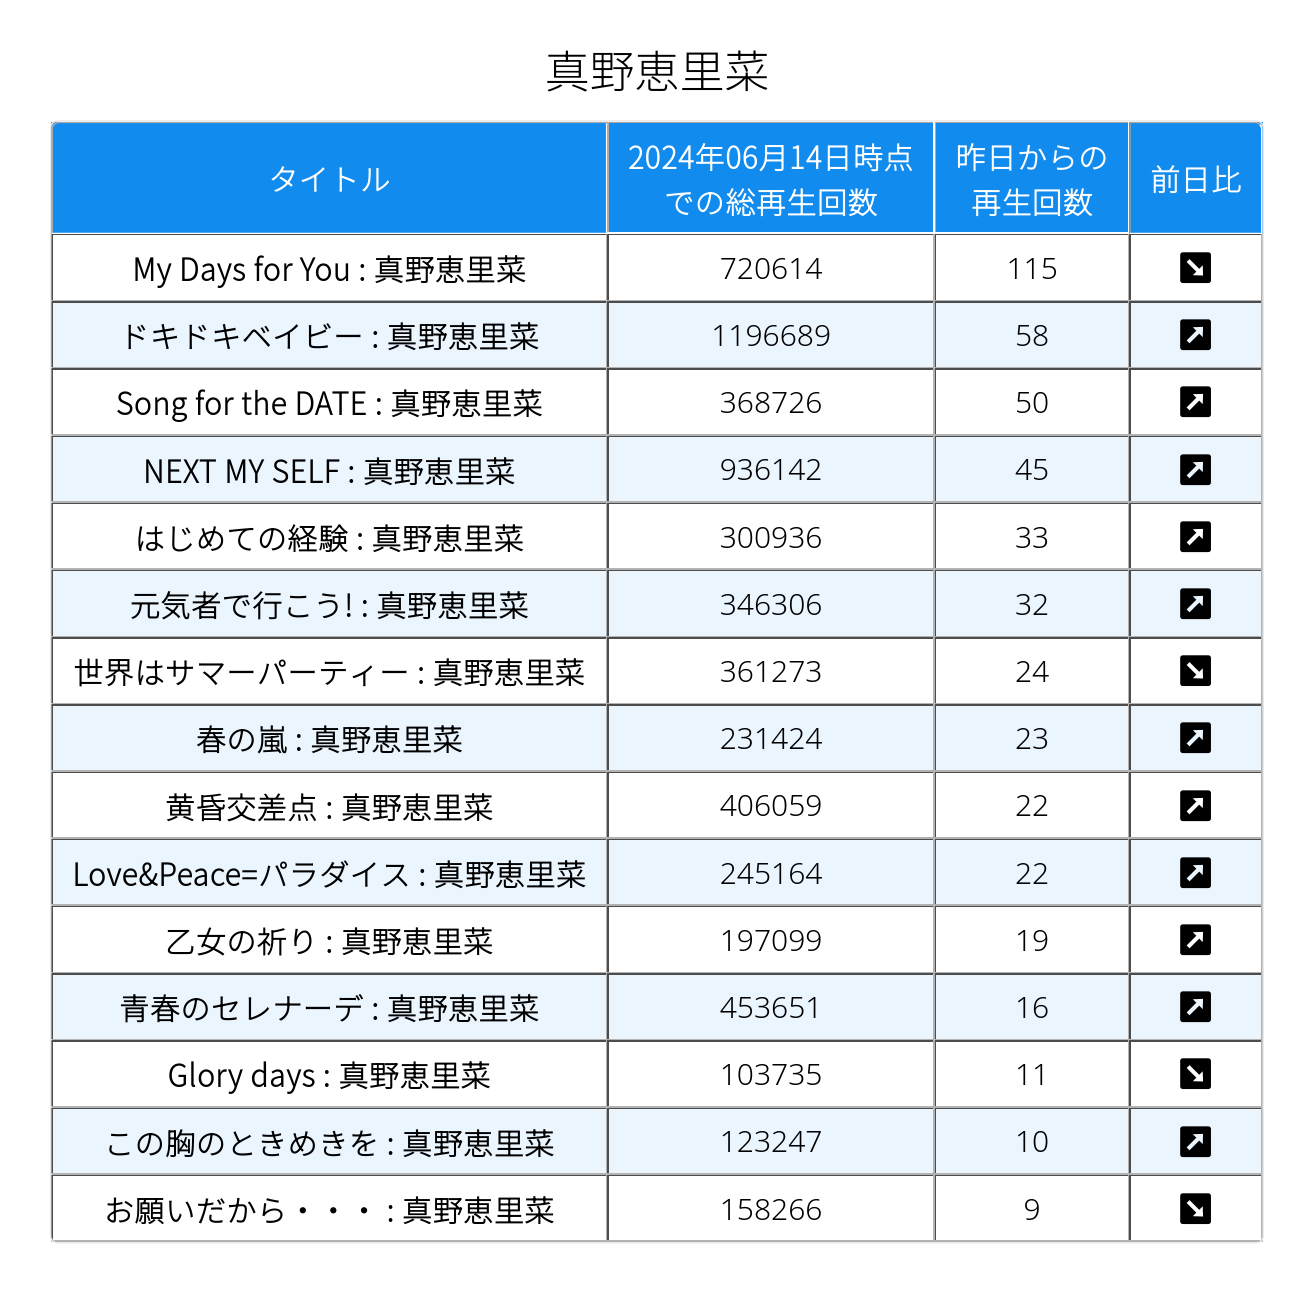 真野恵里菜
タイトル
2024年06月14日時点
での総再生回数
昨日からの
再生回数
前日比
My Days for You : 真野恵里菜 720614 115 ↘
ドキドキベイビー : 真野恵里菜 1196689 58 ↗
Song for the DATE : 真野恵里菜 368726 50 ↗
NEXT MY SELF : 真野恵里菜 936142 45 ↗
はじめての経験 : 真野恵里菜 300936 33 ↗
元気者で行こう! : 真野恵里菜 346306 32 ↗
世界はサマーパーティー : 真野恵里菜 361273 24 ↘
春の嵐 : 真野恵里菜 231424 23 ↗
黄昏交差点 : 真野恵里菜 406059 22 ↗
Love&Peace=パラダイス : 真野恵里菜 245164 22 ↗
乙女の祈り : 真野恵里菜 197099 19 ↗
青春のセレナーデ : 真野恵里菜 453651 16 ↗
Glory days : 真野恵里菜 103735 11 ↘
この胸のときめきを : 真野恵里菜 123247 10 ↗
お願いだから・・・ : 真野恵里菜 158266 9 ↘